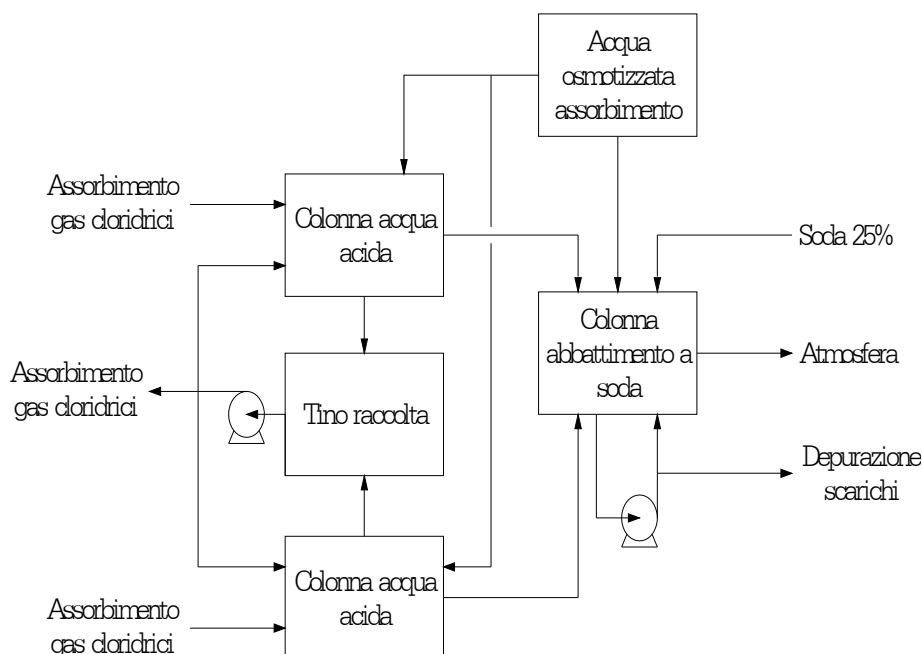 Acqua
osmotizzata
assorbimento
Assorbimento
gas cloridrici
Colonna acqua
acida
Soda 25%
Colonna
abbattimento a
soda
Atmosfera
Assorbimento
gas cloridrici
Tino raccolta
Depurazione
scarichi
Colonna acqua
acida
Assorbimento
gas cloridrici